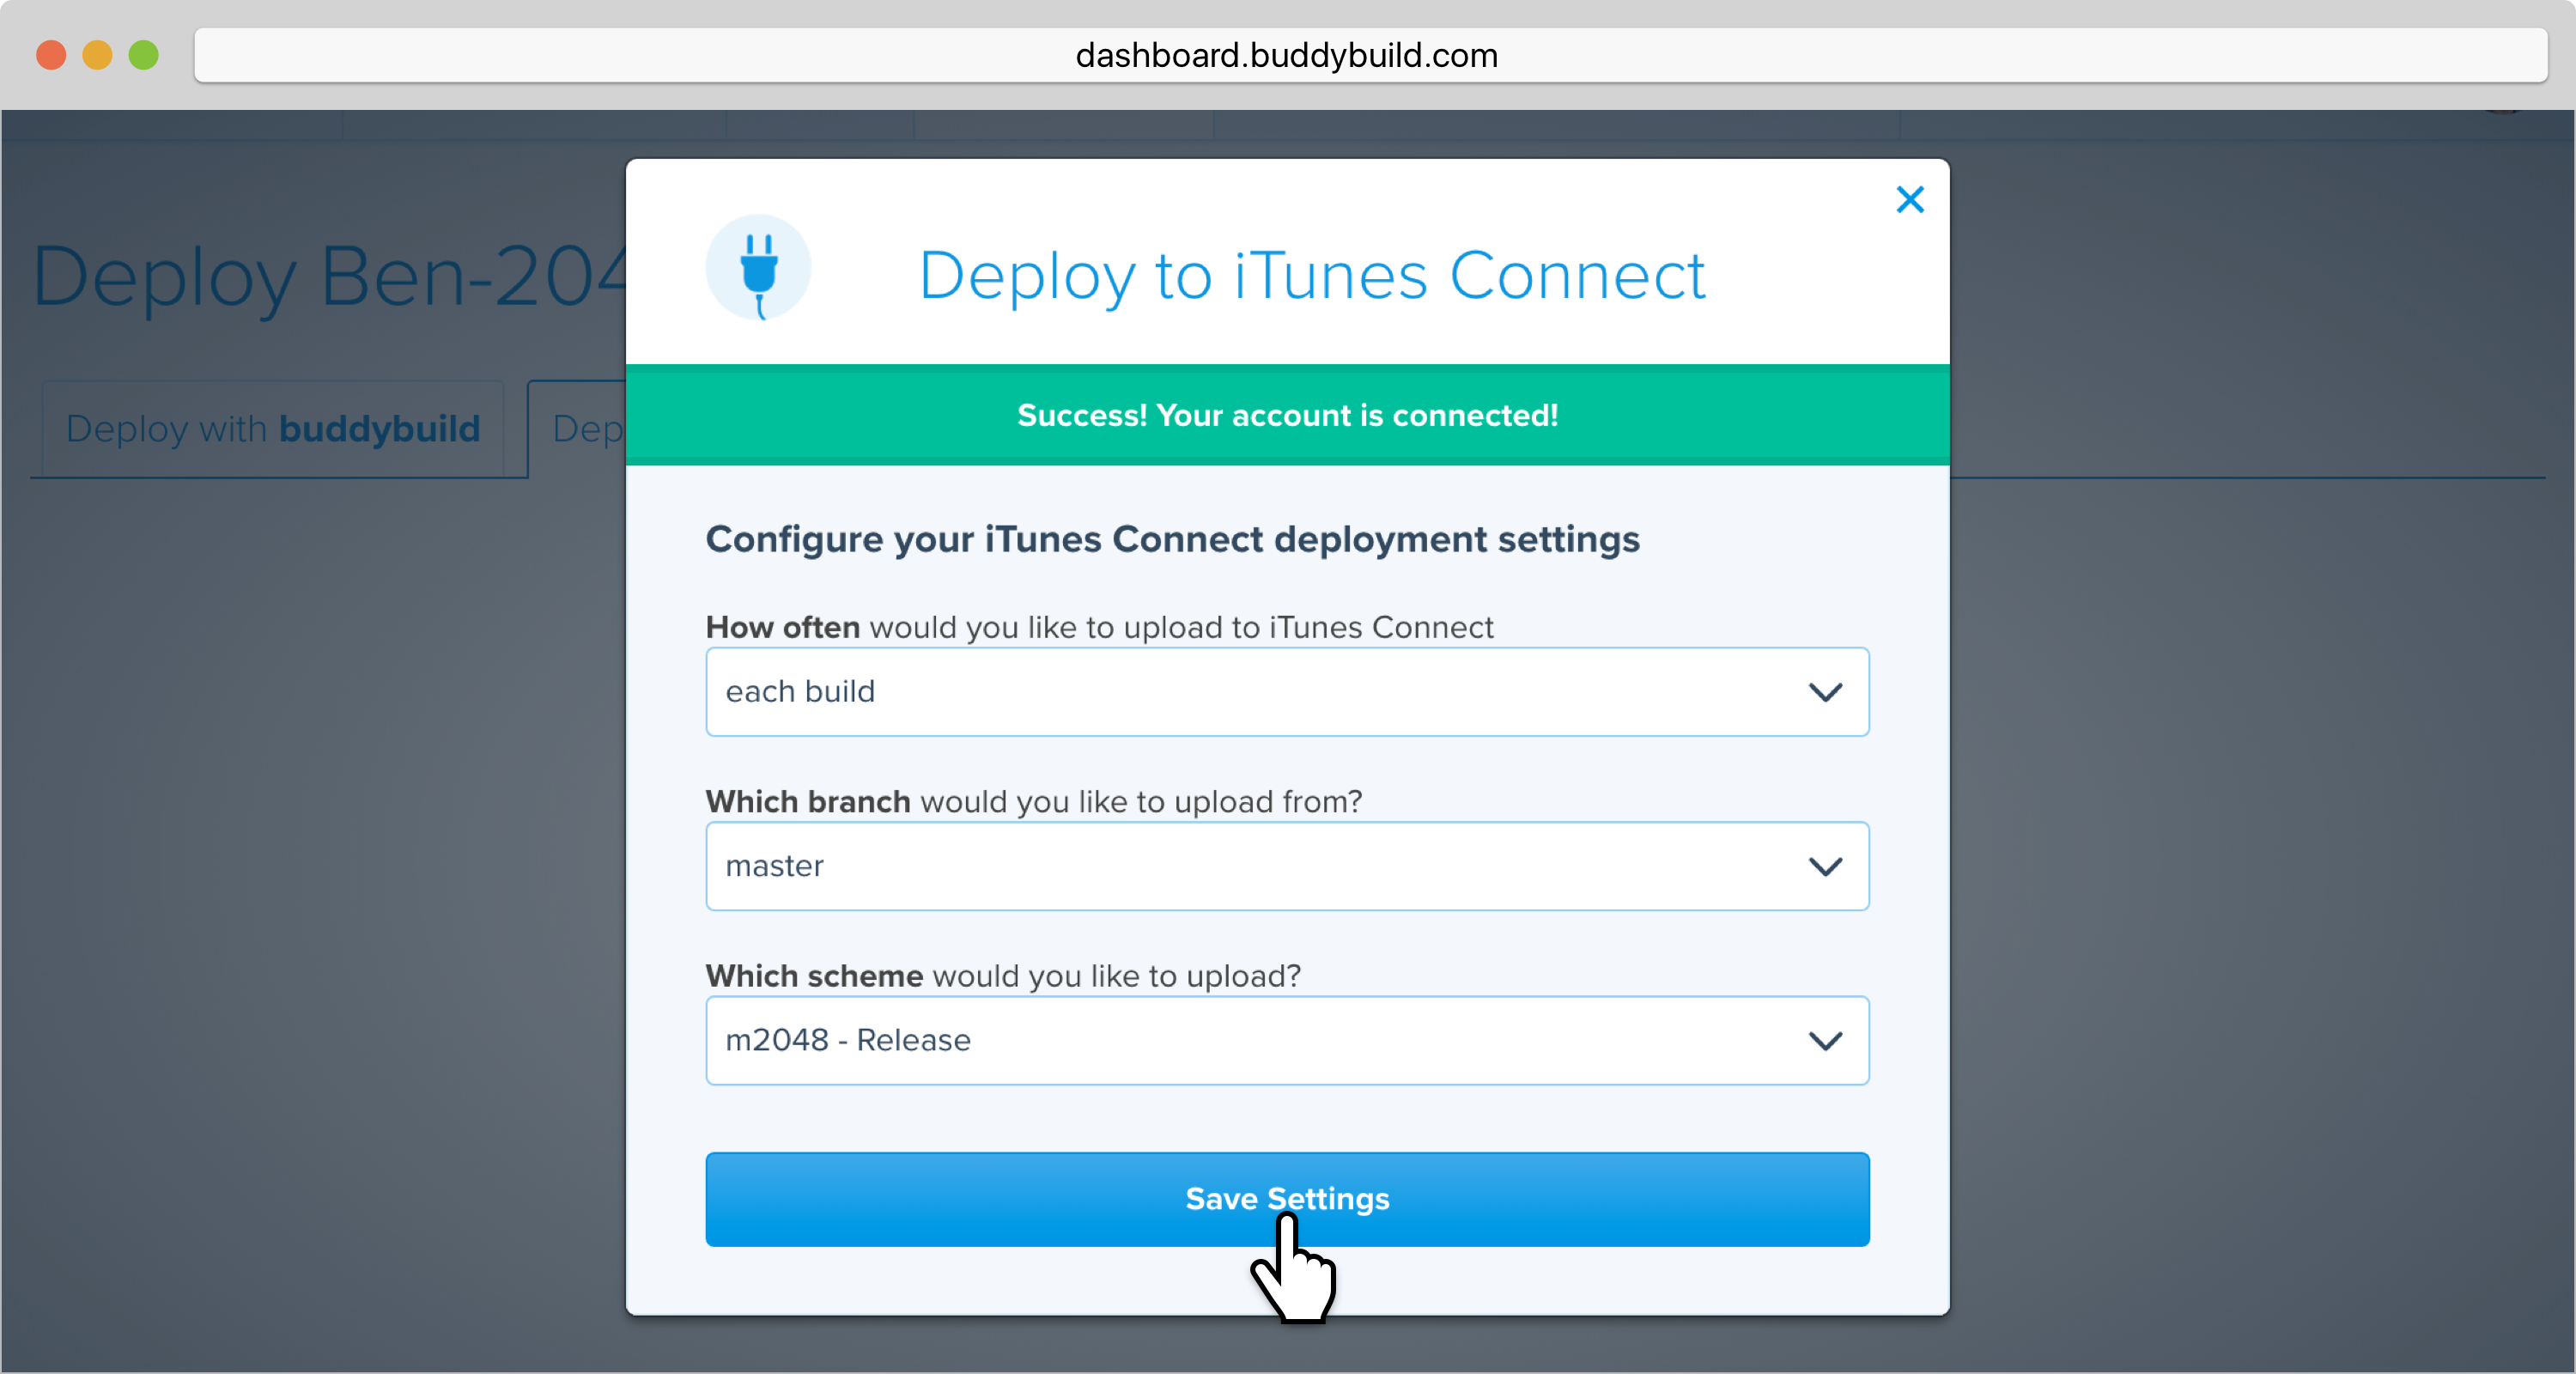 dashboard.buddybuild.com
Deploy Ben-204
Deploy with buddybuild
Dep
Deploy to iTunes Connect
Success! Your account is connected!
Configure your iTunes Connect deployment settings
How often would you like to upload to iTunes Connect
each build
Which branch would you like to upload from?
master
Which scheme would you like to upload?
m2048 - Release
Save Settings